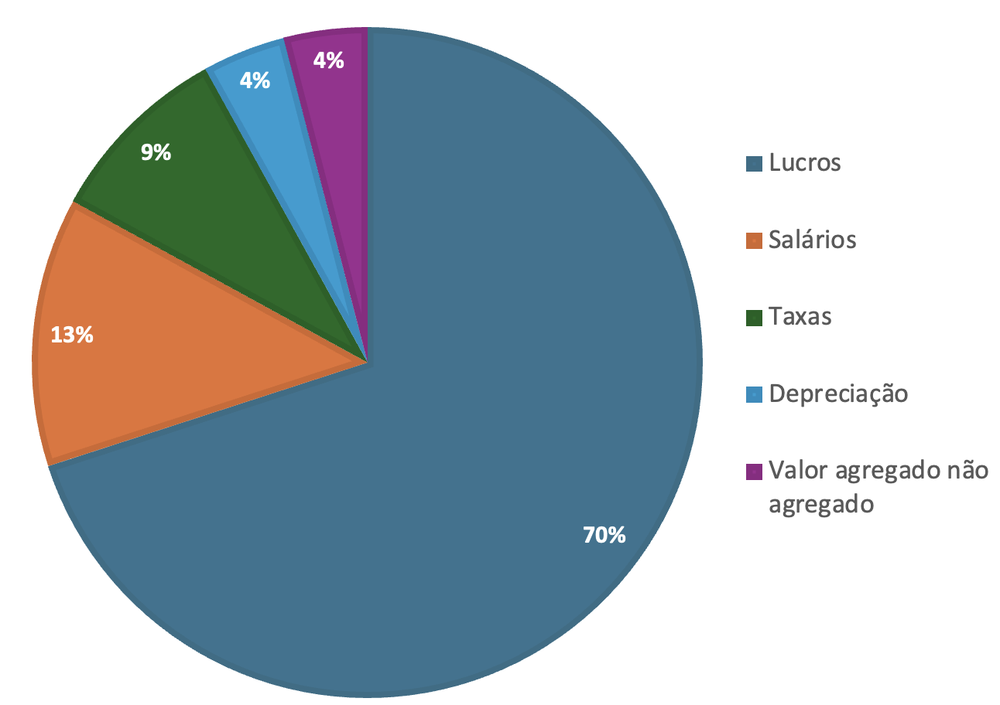 4%
4%
9%
13%
70%
Lucros
Salários
Taxas
Depreciação
Valor agregado não
agregado